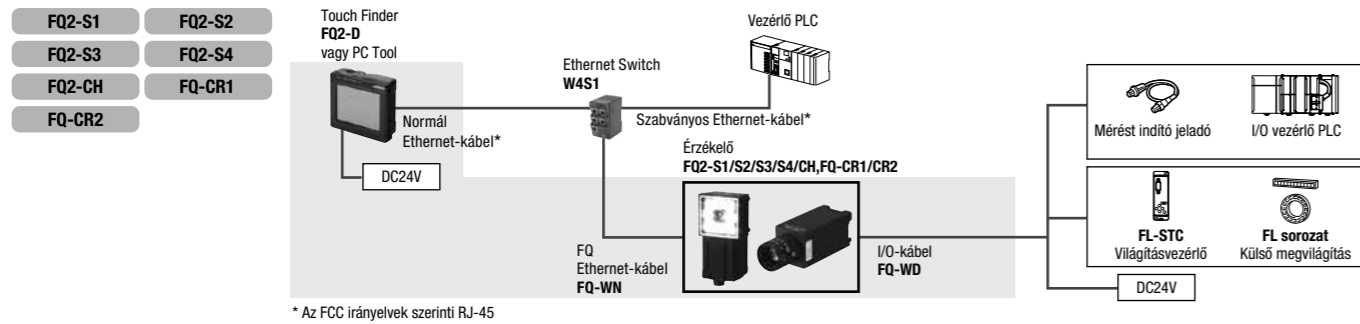 FQ2-S1
FQ2-S2
FQ2-S3
FQ2-S4
FQ2-CH
FQ-CR1
FQ-CR2
Touch Finder
FQ2-D
vagy PC Tool
Normál
Ethernet-kábel*
DC24V
Ethernet Switch
W4S1
Vezérlő PLC
Szabványos Ethernet-kábel*
Érzékelő
FQ2-S1/S2/S3/S4/CH,FQ-CR1/CR2
FQ
Ethernet-kábel
FQ-WN
I/O-kábel
FQ-WD
Mérést indító jeladó
I/O vezérlő PLC
FL-STC
Világításvezérlő
FL sorozat
Külső megvilágítás
DC24V
* Az FCC irányelvek szerinti RJ-45